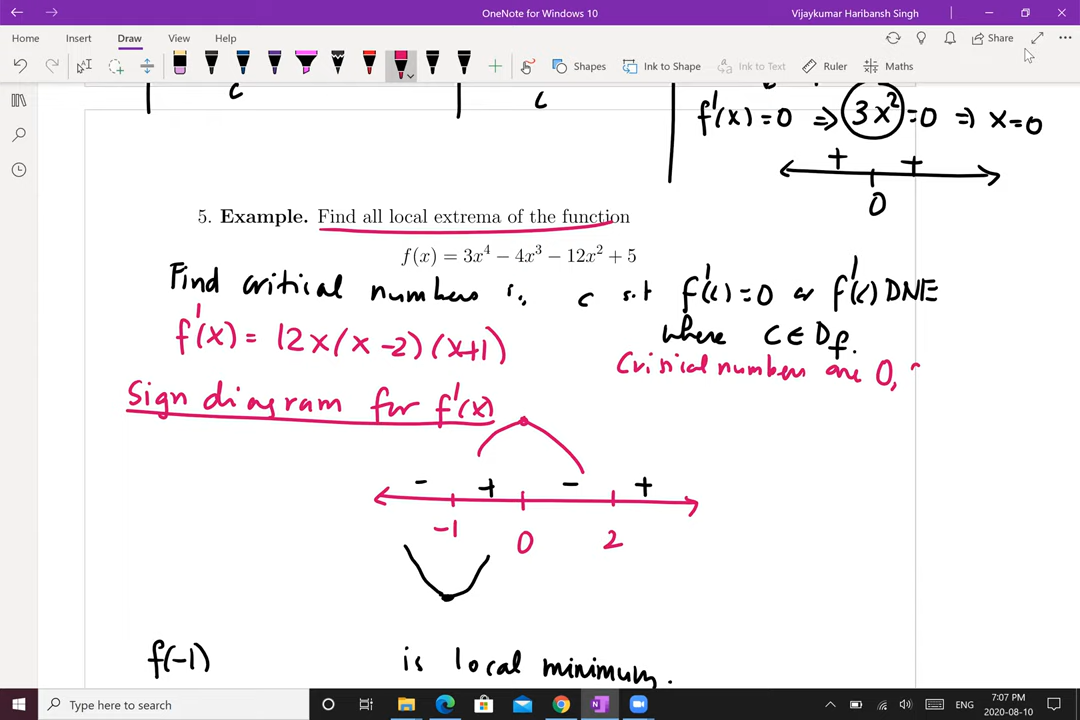 OneNote for Windows 10
Vijaykumar Haribansh Singh
Home Insert Draw View Help
Share
Shapes Ink to Shape Ink to Text Ruler Maths
c c
f'(x) = 0 ⇒ 3x² = 0 ⇒ x = 0
+ +
0
5. Example. Find all local extrema of the function
f(x) = 3x⁴ − 4x³ − 12x² + 5
Find critical numbers c s.t f'(c) = 0 or f'(c) DNE
where c ∈ D_f.
f'(x) = 12x(x-2)(x+1)
Critical numbers are 0,
Sign diagram for f'(x)
- + - +
-1 0 2
f(-1) is local minimum.
Type here to search
ENG
7:07 PM
2020-08-10